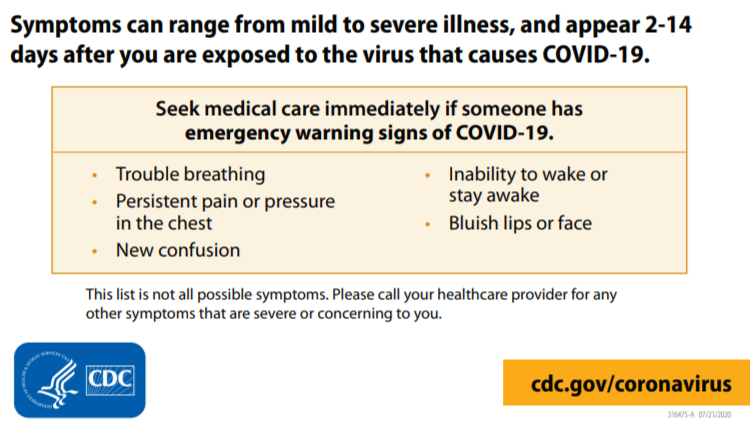 Symptoms can range from mild to severe illness, and appear 2-14
days after you are exposed to the virus that causes COVID-19.
Seek medical care immediately if someone has
emergency warning signs of COVID-19.
• Trouble breathing
• Persistent pain or pressure
in the chest
• New confusion
• Inability to wake or
stay awake
• Bluish lips or face
This list is not all possible symptoms. Please call your healthcare provider for any
other symptoms that are severe or concerning to you.
CDC
cdc.gov/coronavirus
316475-A 07/21/2020